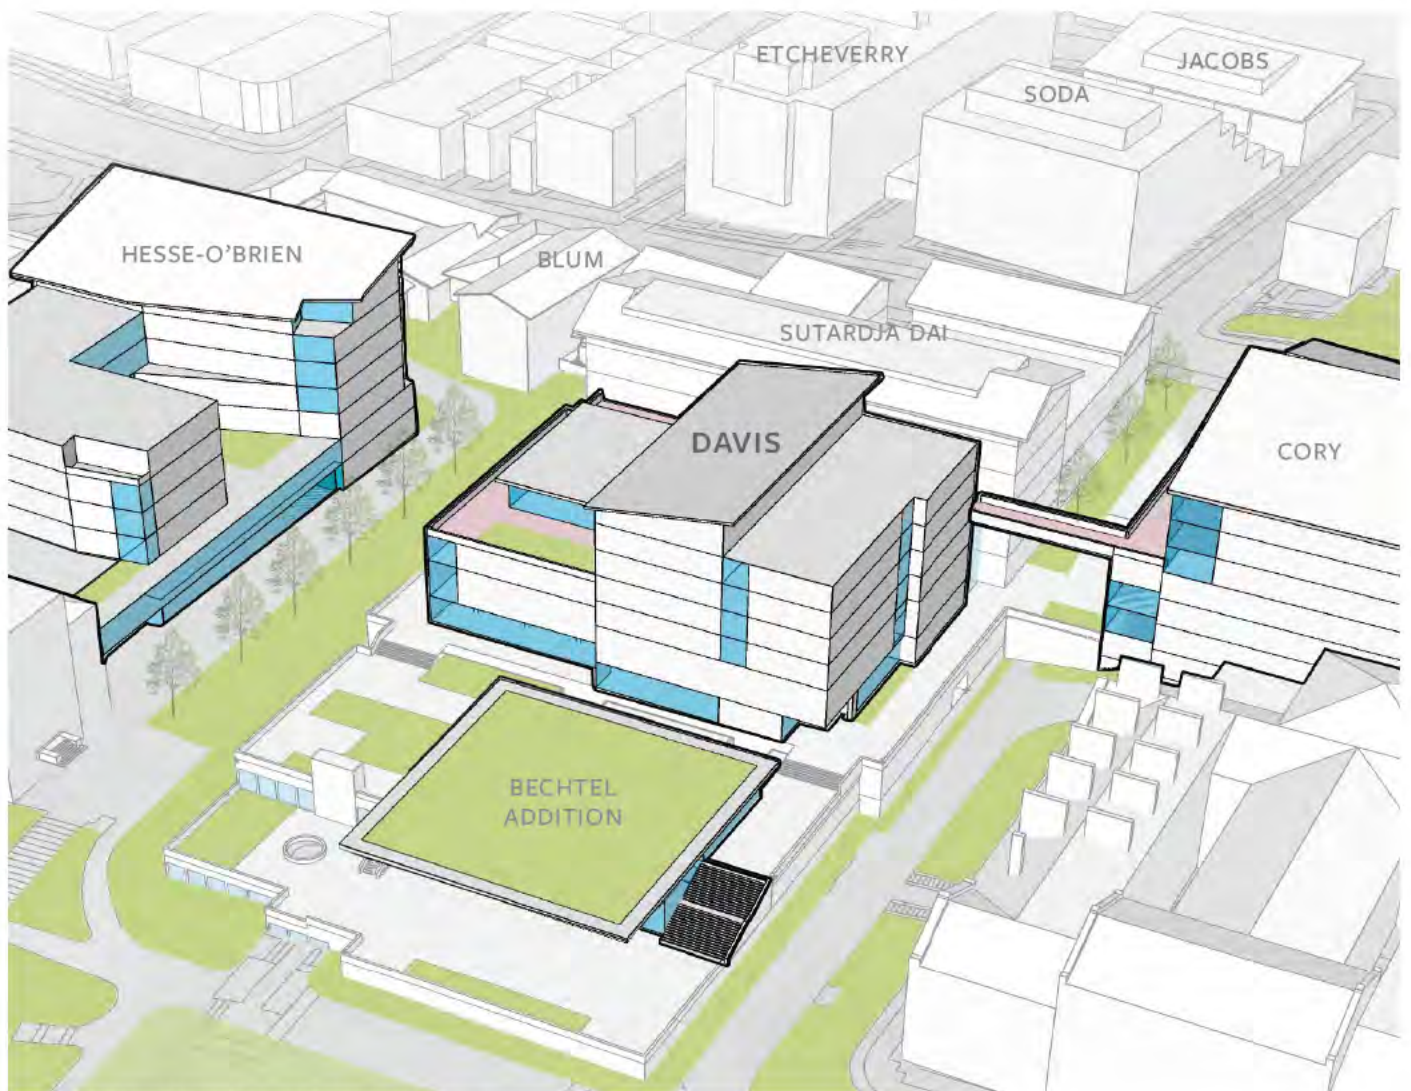 ETCHEVERRY
JACOBS
SODA
HESSE-O'BRIEN
BLUM
SUTARDJA DAI
DAVIS
CORY
BECHTEL
ADDITION